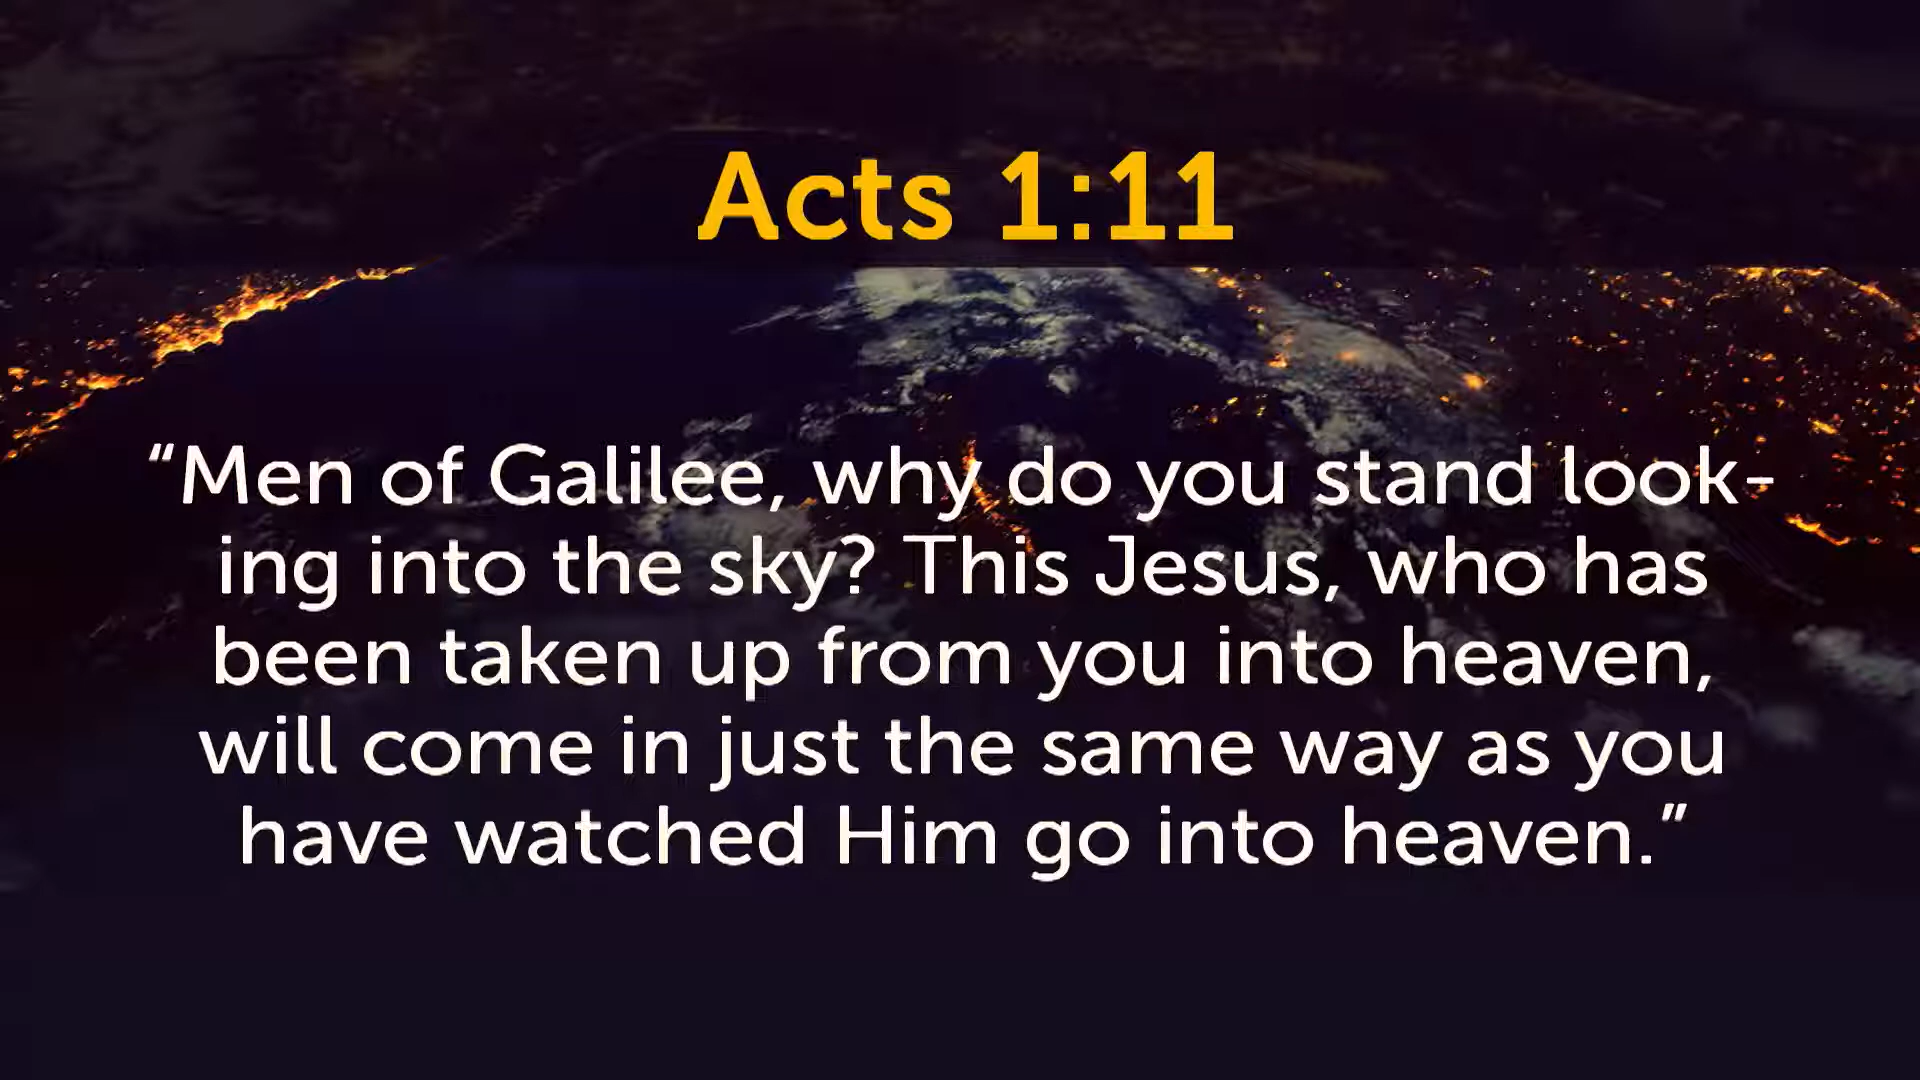 Acts 1:11
“Men of Galilee, why do you stand look-
ing into the sky? This Jesus, who has
been taken up from you into heaven,
will come in just the same way as you
have watched Him go into heaven.”